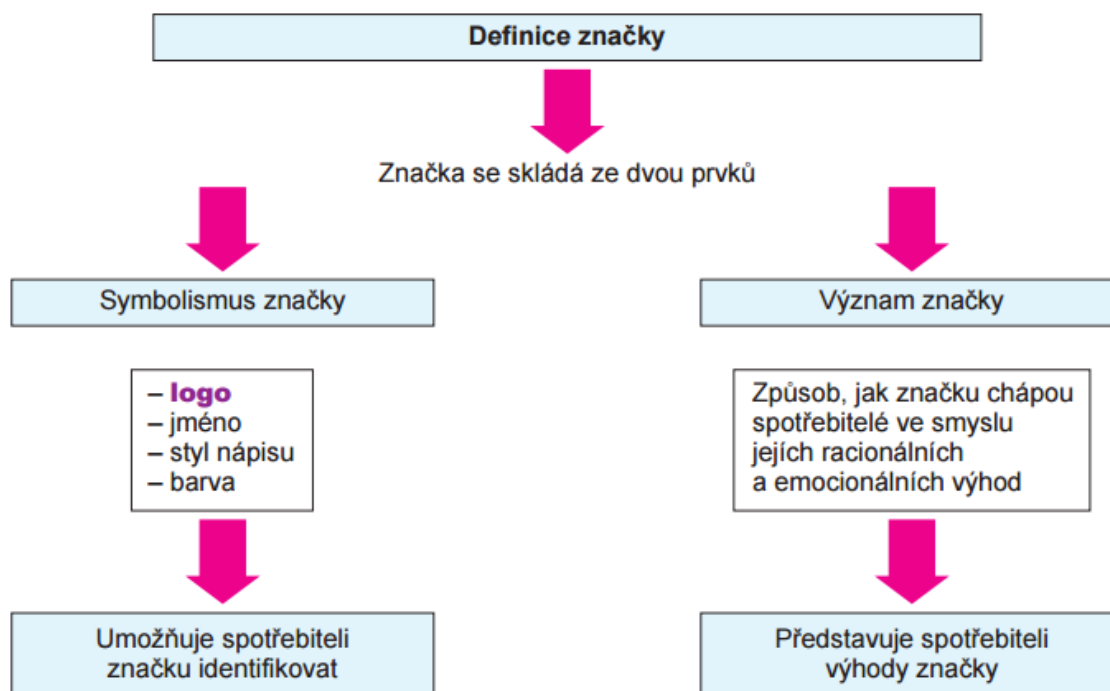 Definice značky
Značka se skládá ze dvou prvků
Symbolismus značky
– logo
– jméno
– styl nápisu
– barva
Umožňuje spotřebiteli
značku identifikovat
Význam značky
Způsob, jak značku chápou
spotřebitelé ve smyslu
jejích racionálních
a emocionálních výhod
Představuje spotřebiteli
výhody značky